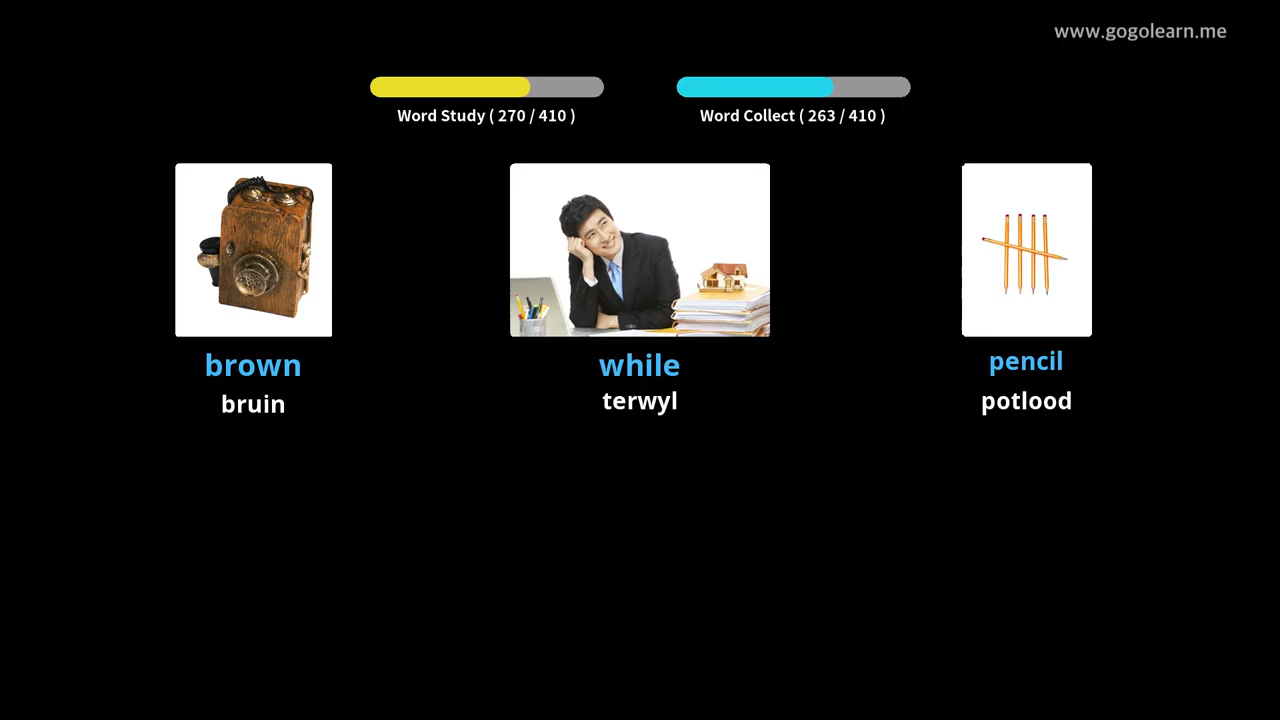 www.gogolearn.me
Word Study ( 270 / 410 )
Word Collect ( 263 / 410 )
brown
bruin
while
terwyl
pencil
potlood